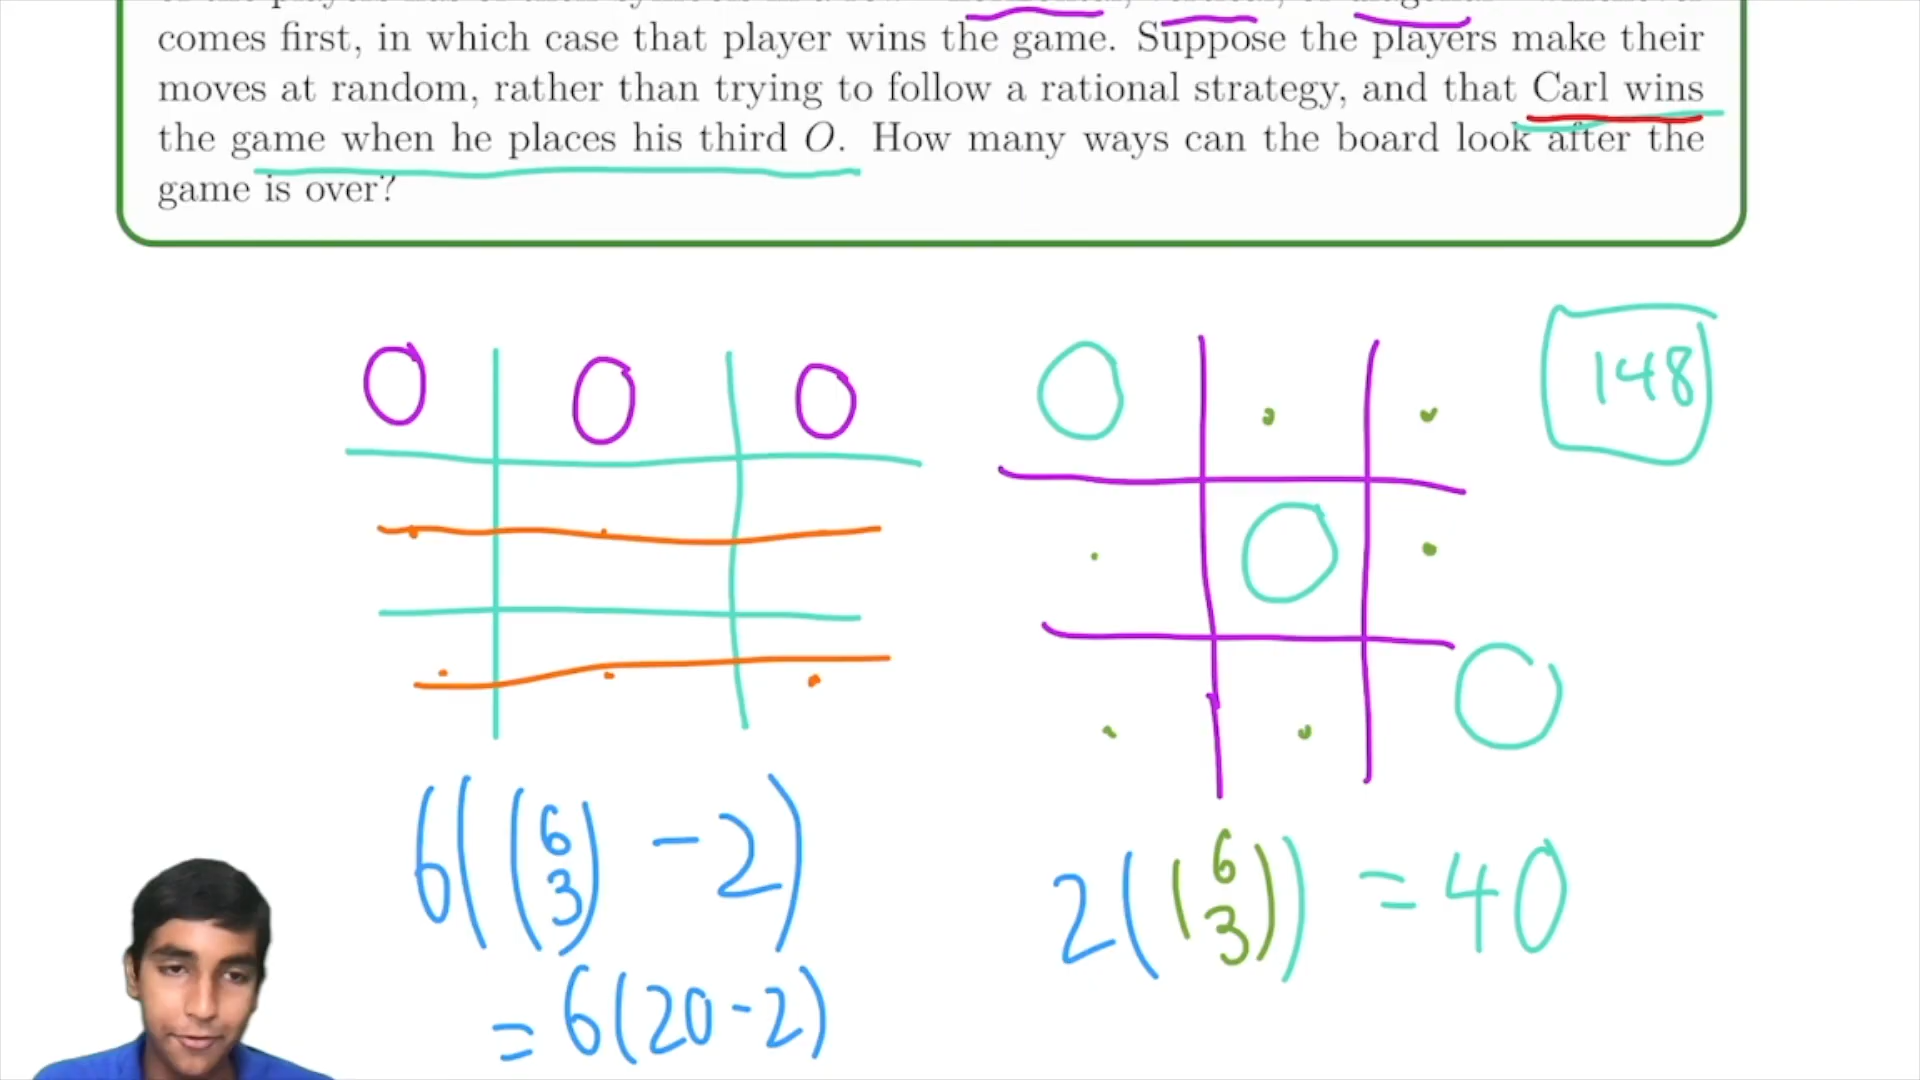 comes first, in which case that player wins the game. Suppose the players make their
moves at random, rather than trying to follow a rational strategy, and that Carl wins
the game when he places his third O. How many ways can the board look after the
game is over?
O O O
O
O
O
148
6((6 3) - 2)
= 6(20-2)
2((6 3)) = 40